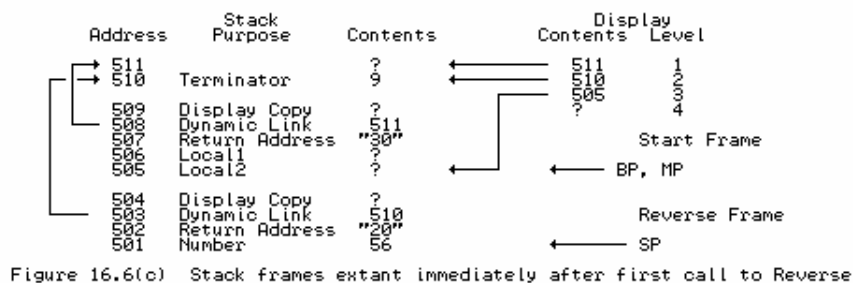 Stack Display
Address Purpose Contents Contents Level
511 ? 511 1
510 Terminator 9 510 2
505 3
509 Display Copy ? ? 4
508 Dynamic Link 511
507 Return Address "30" Start Frame
506 Local1 ?
505 Local2 ? BP, MP
504 Display Copy ?
503 Dynamic Link 510 Reverse Frame
502 Return Address "20"
501 Number 56 SP
Figure 16.6(c) Stack frames extant immediately after first call to Reverse